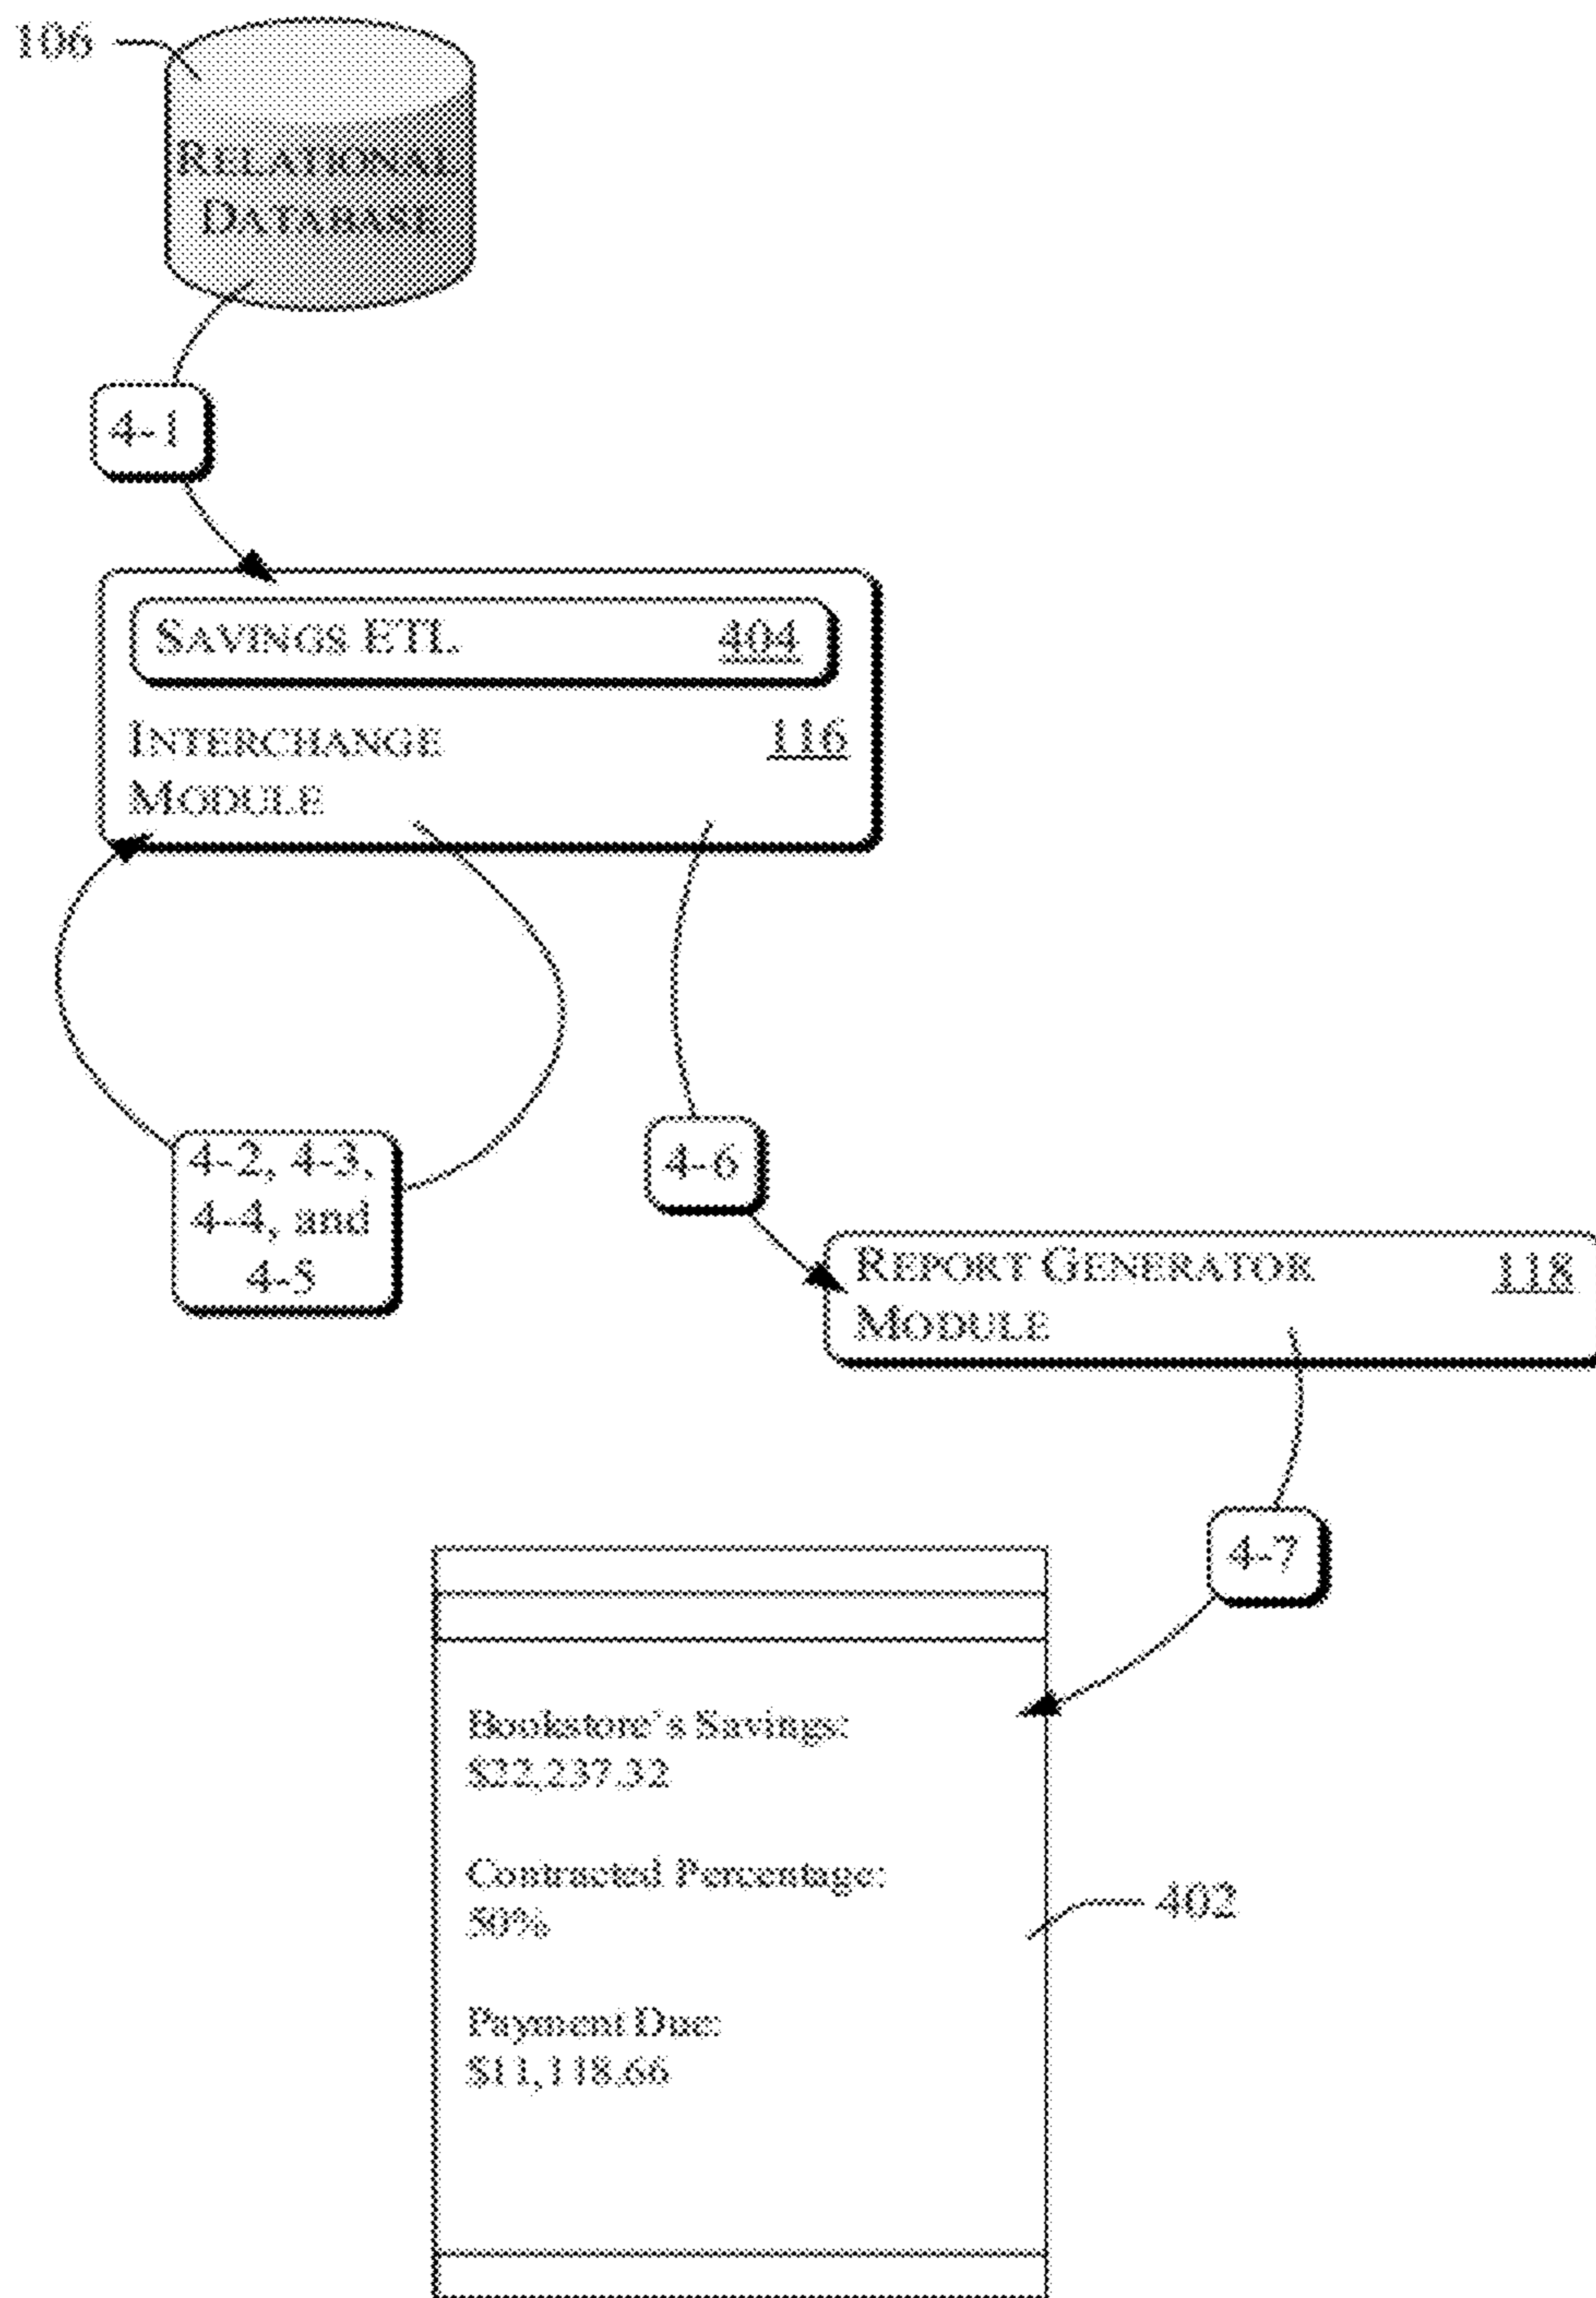 106
RELATIONAL
DATABASE
4-1
SAVINGS ETL 404
INTERCHANGE 116
MODULE
4-2, 4-3,
4-4, and
4-5
4-6
REPORT GENERATOR 118
MODULE
4-7
Bookstore's Savings:
$22,237.32
Contracted Percentage:
50%
402
Payment Due:
$11,118.66